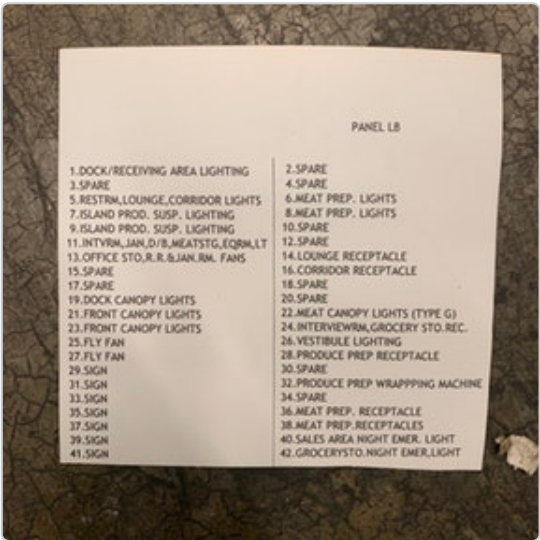 PANEL LB
1.DOCK/RECEIVING AREA LIGHTING
3.SPARE
5.RESTRM,LOUNGE,CORRIDOR LIGHTS
7.ISLAND PROD. SUSP. LIGHTING
9.ISLAND PROD. SUSP. LIGHTING
11.INTVRM,JAN,D/B,MEATSTG,EQRM,LT
13.OFFICE STO,R.R.&JAN.RM. FANS
15.SPARE
17.SPARE
19.DOCK CANOPY LIGHTS
21.FRONT CANOPY LIGHTS
23.FRONT CANOPY LIGHTS
25.FLY FAN
27.FLY FAN
29.SIGN
31.SIGN
33.SIGN
35.SIGN
37.SIGN
39.SIGN
41.SIGN
2.SPARE
4.SPARE
6.MEAT PREP. LIGHTS
8.MEAT PREP. LIGHTS
10.SPARE
12.SPARE
14.LOUNGE RECEPTACLE
16.CORRIDOR RECEPTACLE
18.SPARE
20.SPARE
22.MEAT CANOPY LIGHTS (TYPE G)
24.INTERVIEWRM,GROCERY STO.REC.
26.VESTIBULE LIGHTING
28.PRODUCE PREP RECEPTACLE
30.SPARE
32.PRODUCE PREP WRAPPPING MACHINE
34.SPARE
36.MEAT PREP. RECEPTACLE
38.MEAT PREP.RECEPTACLES
40.SALES AREA NIGHT EMER. LIGHT
42.GROCERYSTO.NIGHT EMER,LIGHT